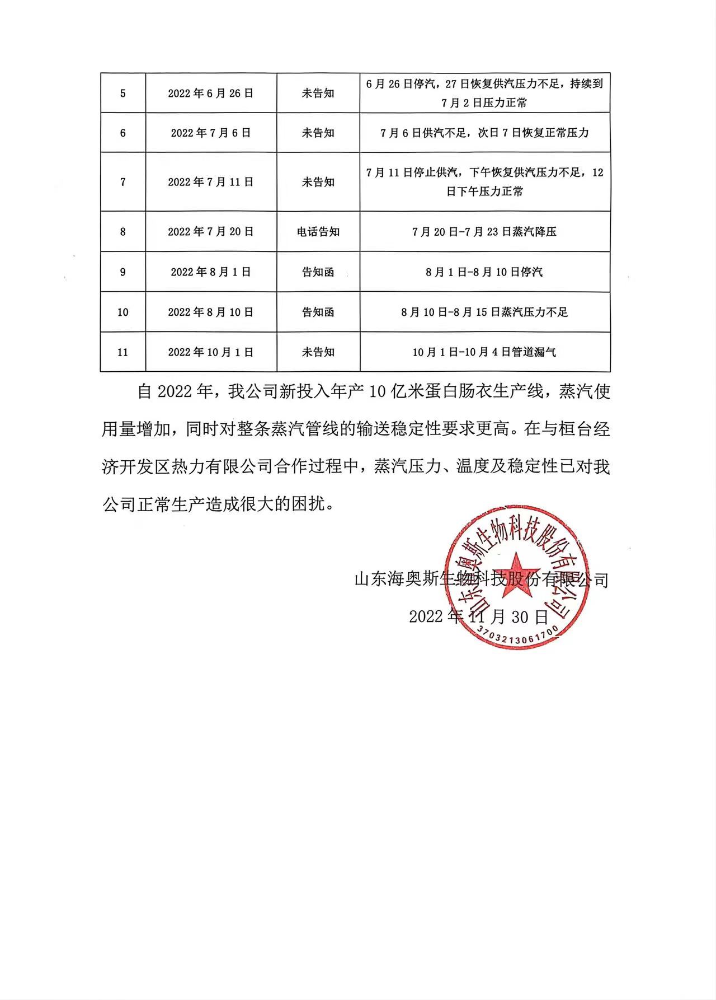 5 2022年6月26日 未告知 6月26日停汽，27日恢复供汽压力不足，持续到
7月2日压力正常
6 2022年7月6日 未告知 7月6日供汽不足，次日7日恢复正常压力
7 2022年7月11日 未告知 7月11日停止供汽，下午恢复供汽压力不足，12
日下午压力正常
8 2022年7月20日 电话告知 7月20日-7月23日蒸汽降压
9 2022年8月1日 告知函 8月1日-8月10日停汽
10 2022年8月10日 告知函 8月10日-8月15日蒸汽压力不足
11 2022年10月1日 未告知 10月1日-10月4日管道漏气
自2022年，我公司新投入年产10亿米蛋白肠衣生产线，蒸汽使
用量增加，同时对整条蒸汽管线的输送稳定性要求更高。在与桓台经
济开发区热力有限公司合作过程中，蒸汽压力、温度及稳定性已对我
公司正常生产造成很大的困扰。
山东海奥斯生物科技股份有限公司
2022年11月30日
山东海奥斯生物科技股份有限公司
3703213061700